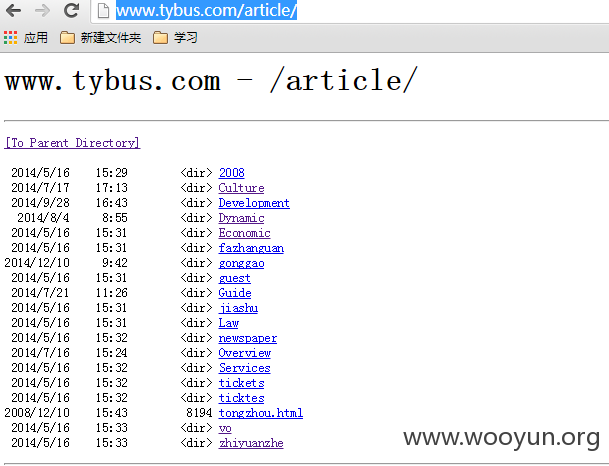 www.tybus.com/article/
应用 新建文件夹 学习
www.tybus.com - /article/
[To Parent Directory]
2014/5/16 15:29 <dir> 2008
2014/7/17 17:13 <dir> Culture
2014/9/28 16:43 <dir> Development
2014/8/4 8:55 <dir> Dynamic
2014/5/16 15:31 <dir> Economic
2014/5/16 15:31 <dir> fazhanguan
2014/12/10 9:42 <dir> gonggao
2014/5/16 15:31 <dir> guest
2014/7/21 11:26 <dir> Guide
2014/5/16 15:31 <dir> jiashu
2014/5/16 15:31 <dir> Law
2014/5/16 15:32 <dir> newspaper
2014/7/16 15:24 <dir> Overview
2014/5/16 15:32 <dir> Services
2014/5/16 15:32 <dir> tickets
2014/5/16 15:32 <dir> ticktes
2008/12/10 15:43 8194 tongzhou.html
2014/5/16 15:33 <dir> vo
2014/5/16 15:33 <dir> zhiyuanzhe
www.wooyun.org